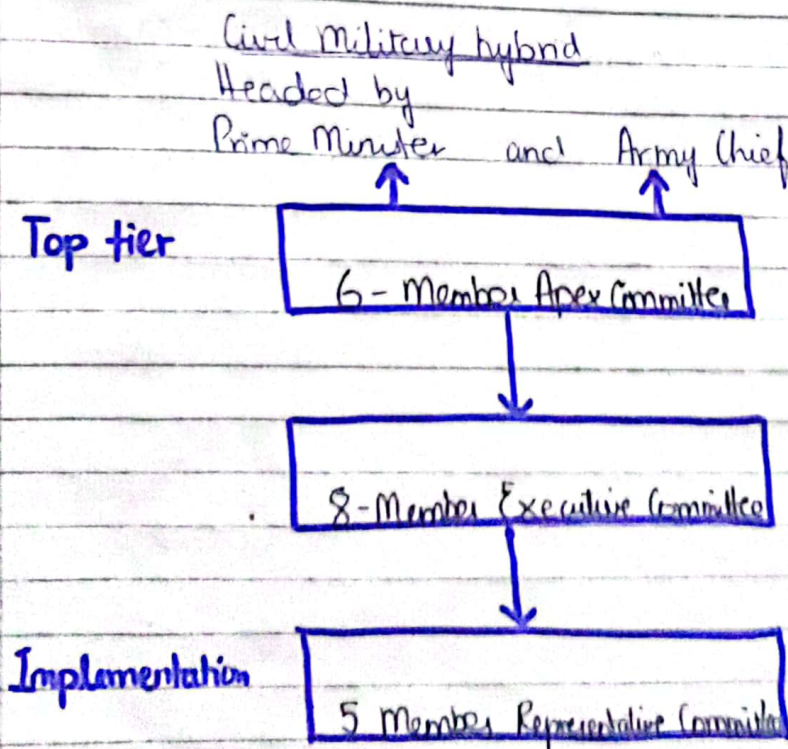 Civil Military hybrid
Headed by
Prime Minister and Army Chief
Top tier
6 - Member Apex Committee
8 - Member Executive Committee
Implementation
5 Member Representative Committee